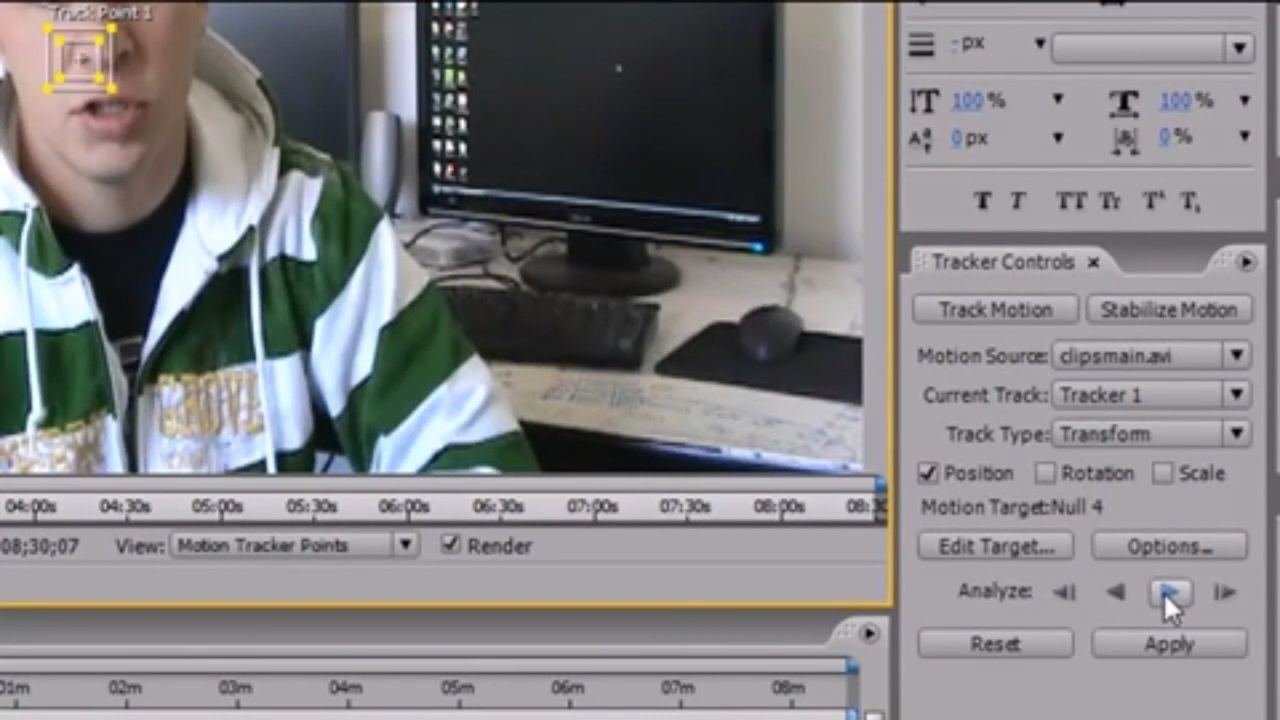 Track Point 1
px
100 %
100 %
0 px
0 %
T T TT Tr T T
Tracker Controls ×
Track Motion
Stabilize Motion
Motion Source: clipsmain.avi
Current Track: Tracker 1
Track Type: Transform
Position Rotation Scale
Motion Target:Null 4
Edit Target...
Options...
Analyze:
Reset
Apply
04:00s 04:30s 05:00s 05:30s 06:00s 06:30s 07:00s 07:30s 08:00s 08:30
08;30;07 View: Motion Tracker Points Render
01m 02m 03m 04m 05m 06m 07m 08m